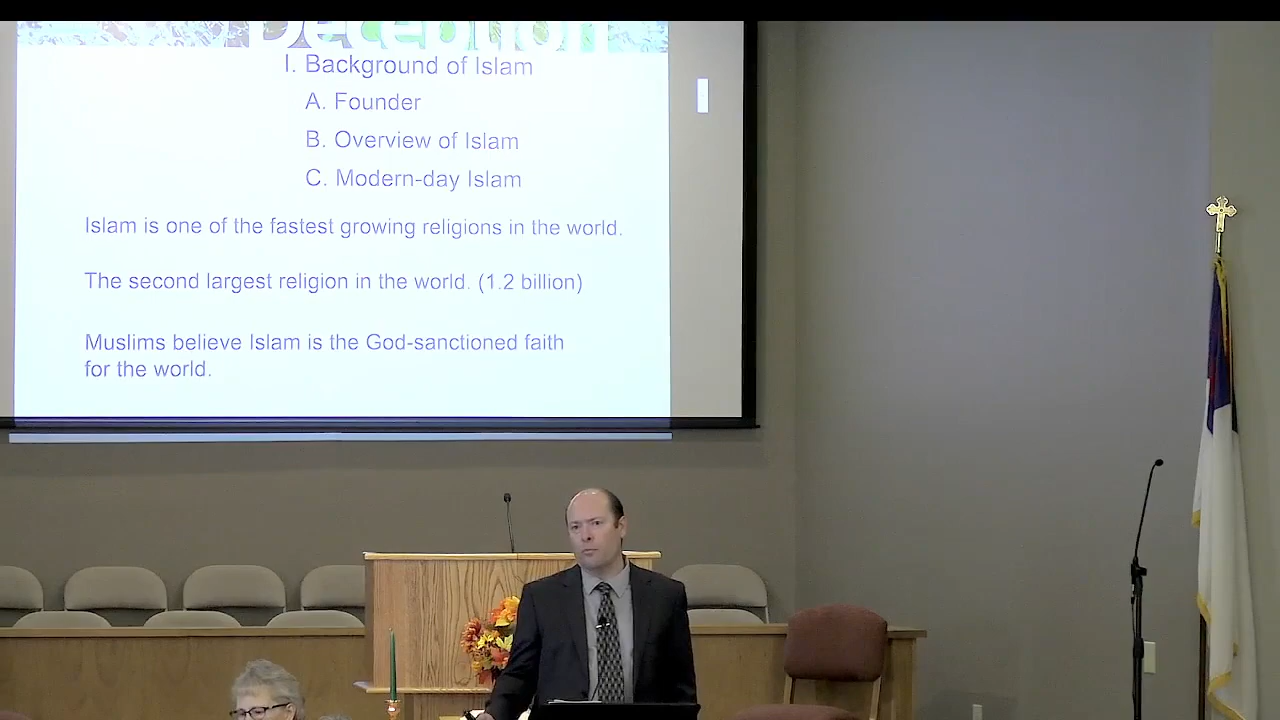 Deception
I. Background of Islam
A. Founder
B. Overview of Islam
C. Modern-day Islam
Islam is one of the fastest growing religions in the world.
The second largest religion in the world. (1.2 billion)
Muslims believe Islam is the God-sanctioned faith
for the world.